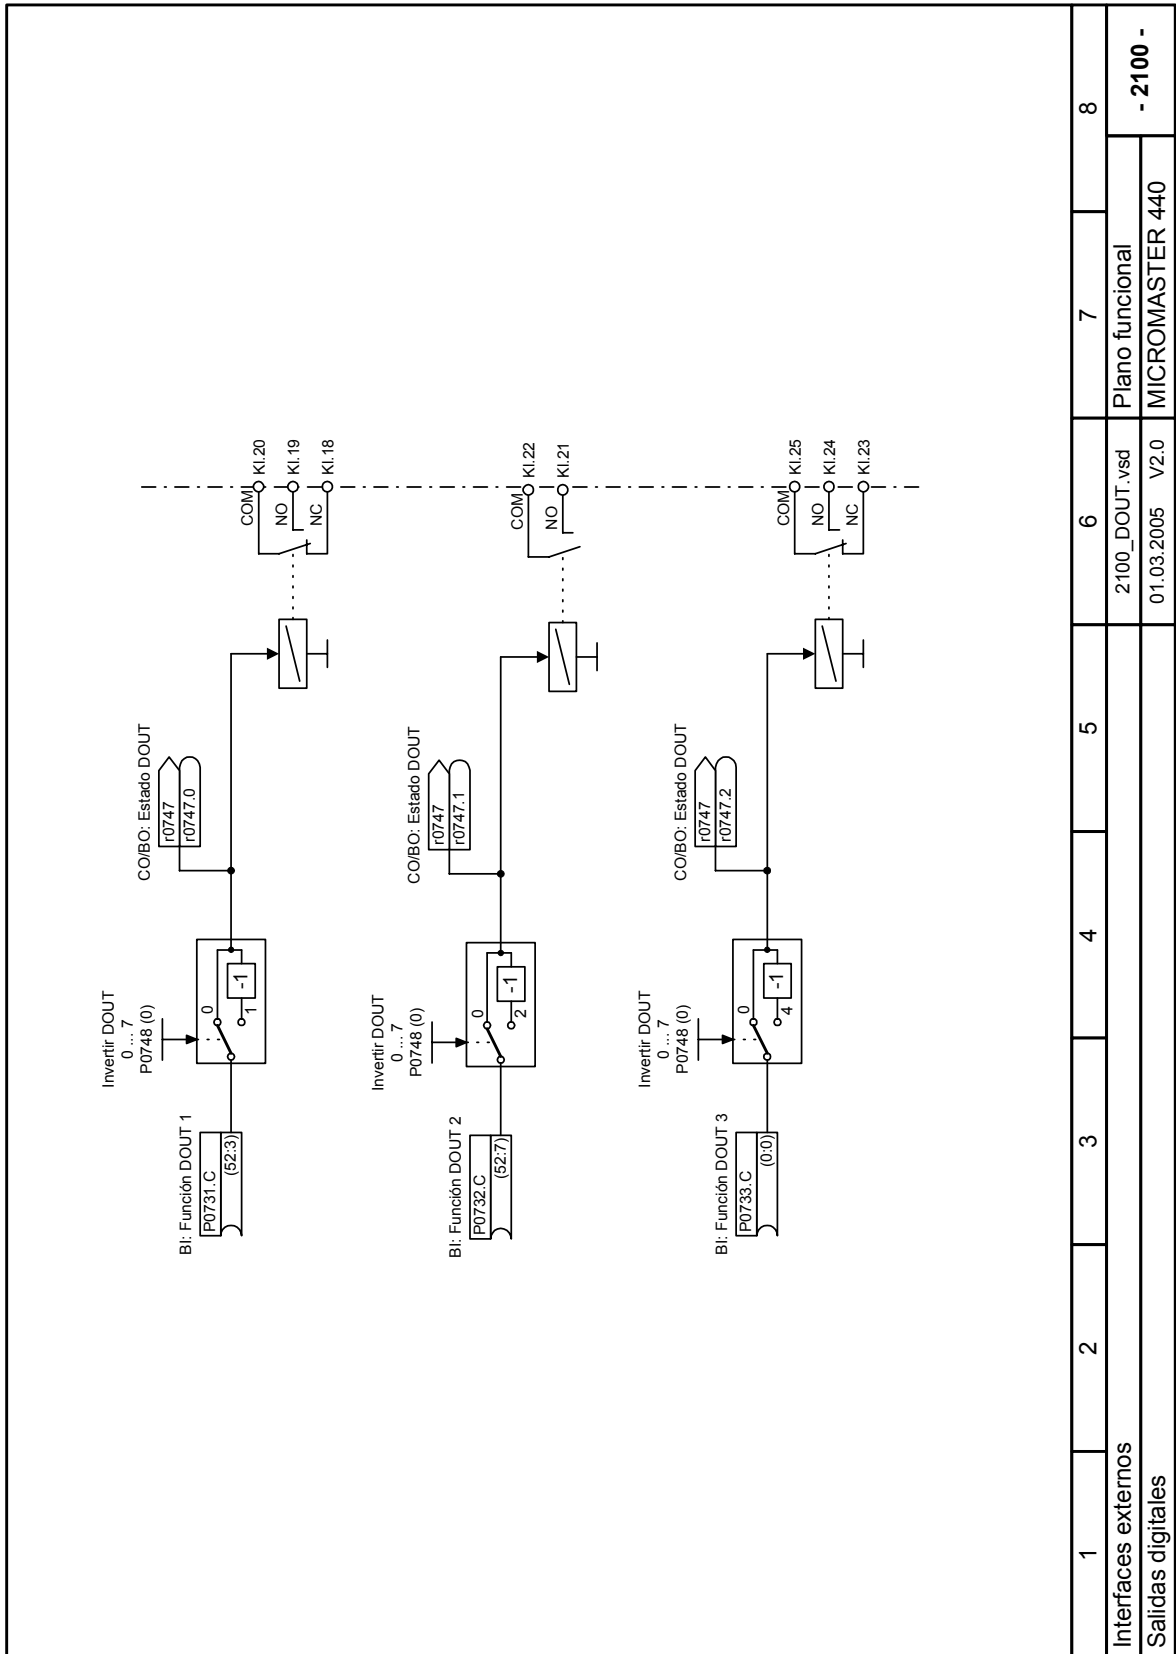 Invertir DOUT
0 ... 7
P0748 (0)
BI: Función DOUT 1
P0731.C
(52:3)
0
1
-1
CO/BO: Estado DOUT
r0747
r0747.0
COM
Kl.20
NO
Kl.19
NC
Kl.18
Invertir DOUT
0 ... 7
P0748 (0)
BI: Función DOUT 2
P0732.C
(52:7)
0
2
-1
CO/BO: Estado DOUT
r0747
r0747.1
COM
Kl.22
NO
Kl.21
Invertir DOUT
0 ... 7
P0748 (0)
BI: Función DOUT 3
P0733.C
(0:0)
0
4
-1
CO/BO: Estado DOUT
r0747
r0747.2
COM
Kl.25
NO
Kl.24
NC
Kl.23
1 2 3 4 5 6 7 8
Interfaces externos 2100_DOUT.vsd Plano funcional
- 2100 -
Salidas digitales 01.03.2005 V2.0 MICROMASTER 440